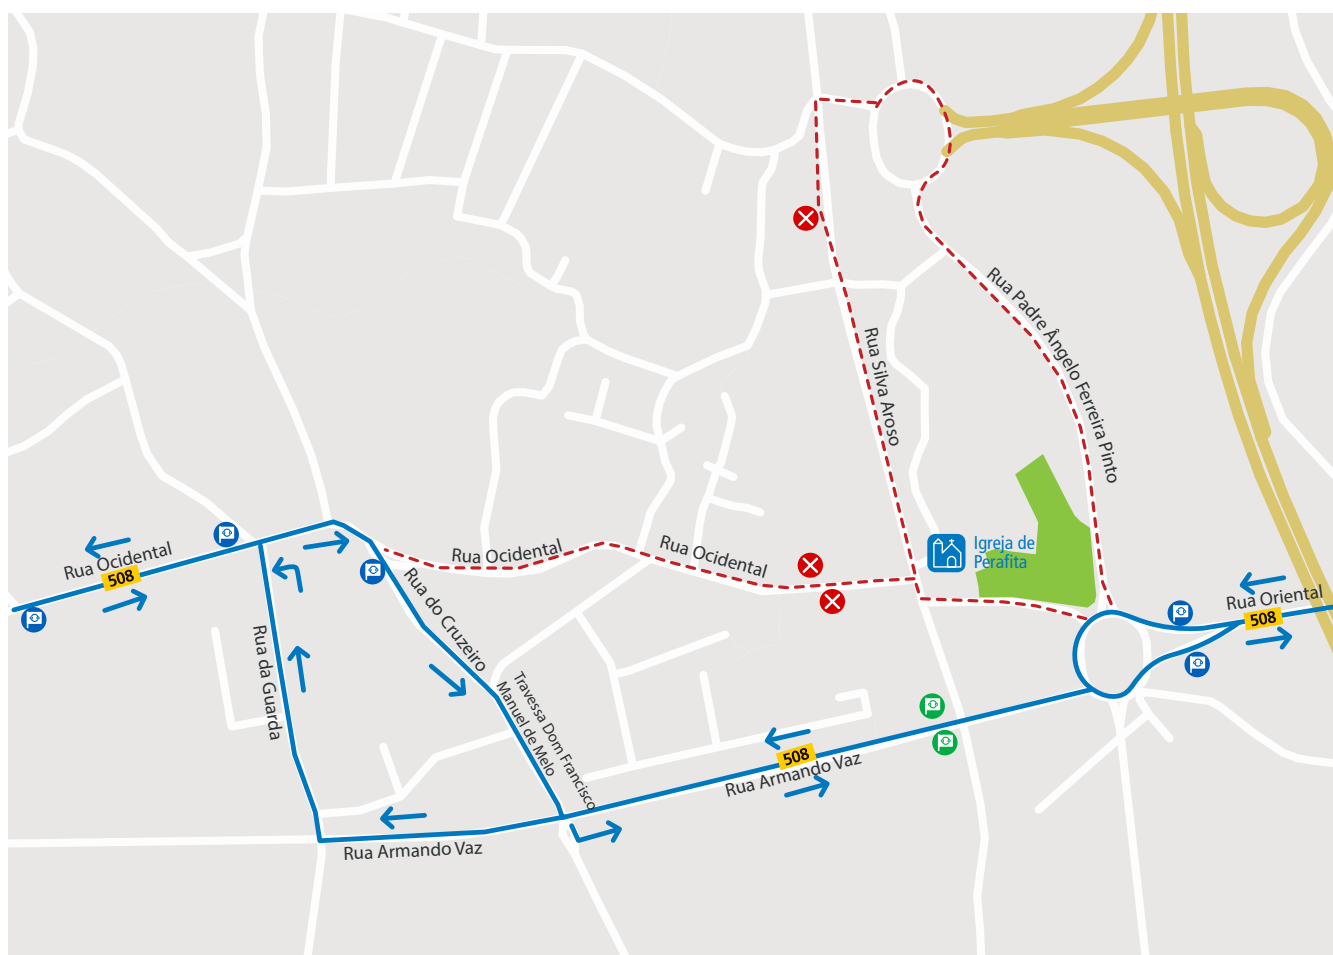 Rua Padre Ângelo Ferreira Pinto
Rua Silva Aroso
Igreja de
Perafita
Rua Ocidental
Rua Ocidental
Rua Ocidental
508
Rua do Cruzeiro
Rua da Guarda
Travessa Dom Francisco
Manuel de Melo
Rua Oriental
508
508
Rua Armando Vaz
Rua Armando Vaz